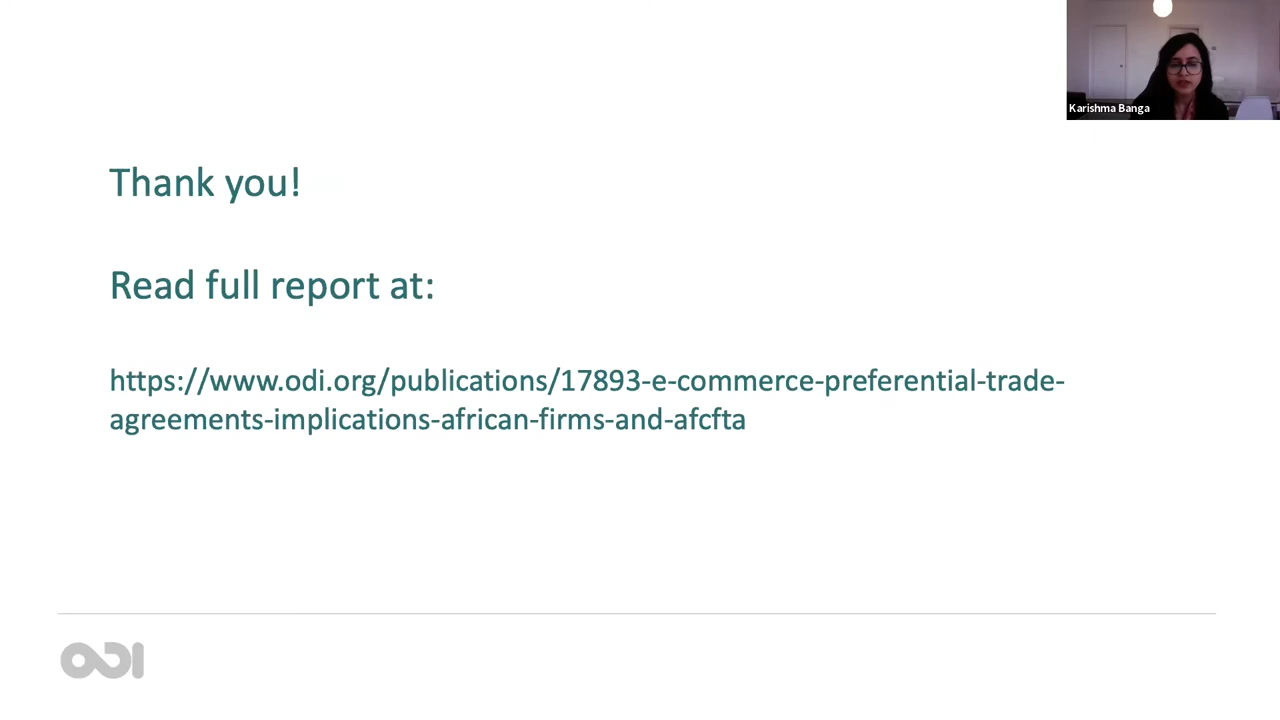 Karishma Banga
Thank you!
Read full report at:
https://www.odi.org/publications/17893-e-commerce-preferential-trade-
agreements-implications-african-firms-and-afcfta
ODI